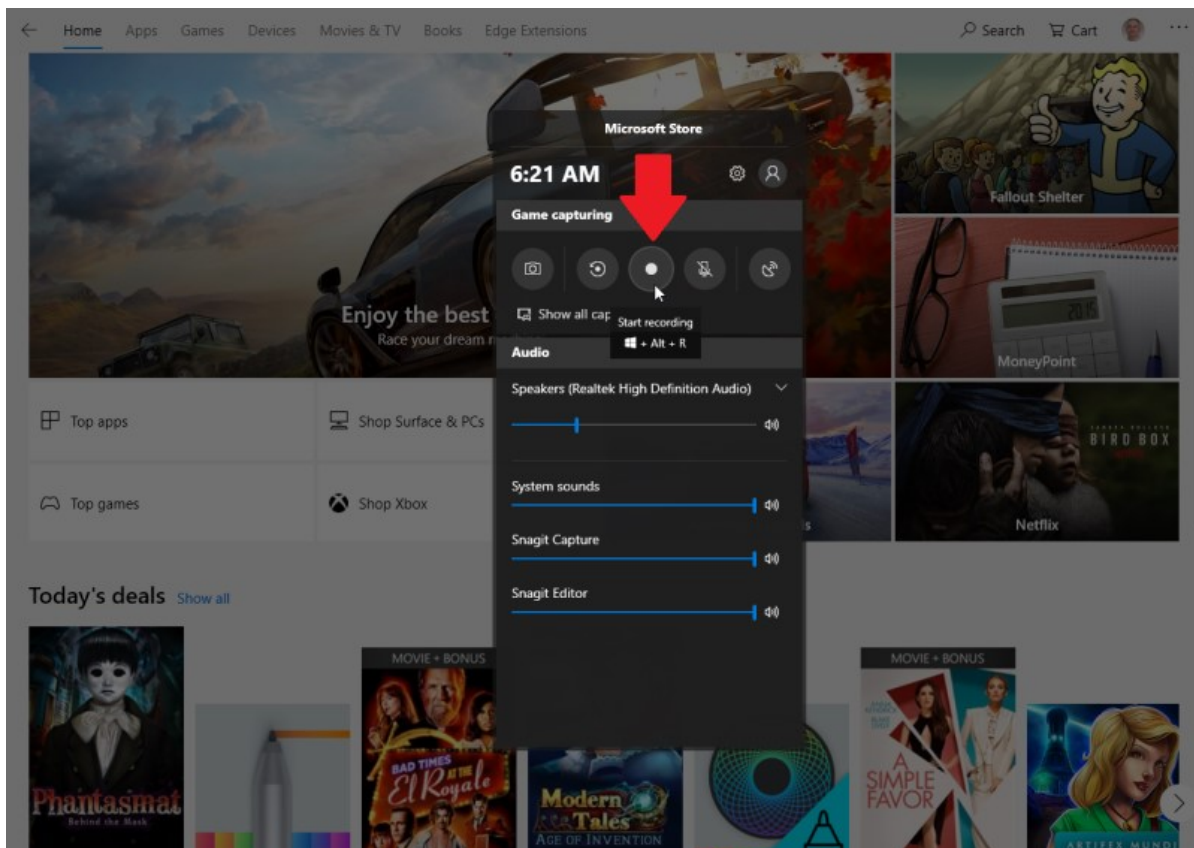 Home Apps Games Devices Movies & TV Books Edge Extensions Search Cart
Microsoft Store
6:21 AM
Game capturing
Show all cap
Start recording
+ Alt + R
Audio
Speakers (Realtek High Definition Audio)
System sounds
Snagit Capture
Snagit Editor
Enjoy the best
Race your dream
Fallout Shelter
2015
MoneyPoint
BIRD BOX
Netflix
Top apps
Shop Surface & PCs
Top games
Shop Xbox
Today's deals Show all
Phantasmat
Behind the Mask
MOVIE + BONUS
BAD TIMES AT THE
El Royale
Modern
Tales
AGE OF INVENTION
MOVIE + BONUS
A
SIMPLE
FAVOR
ARTIFEX MUNDI